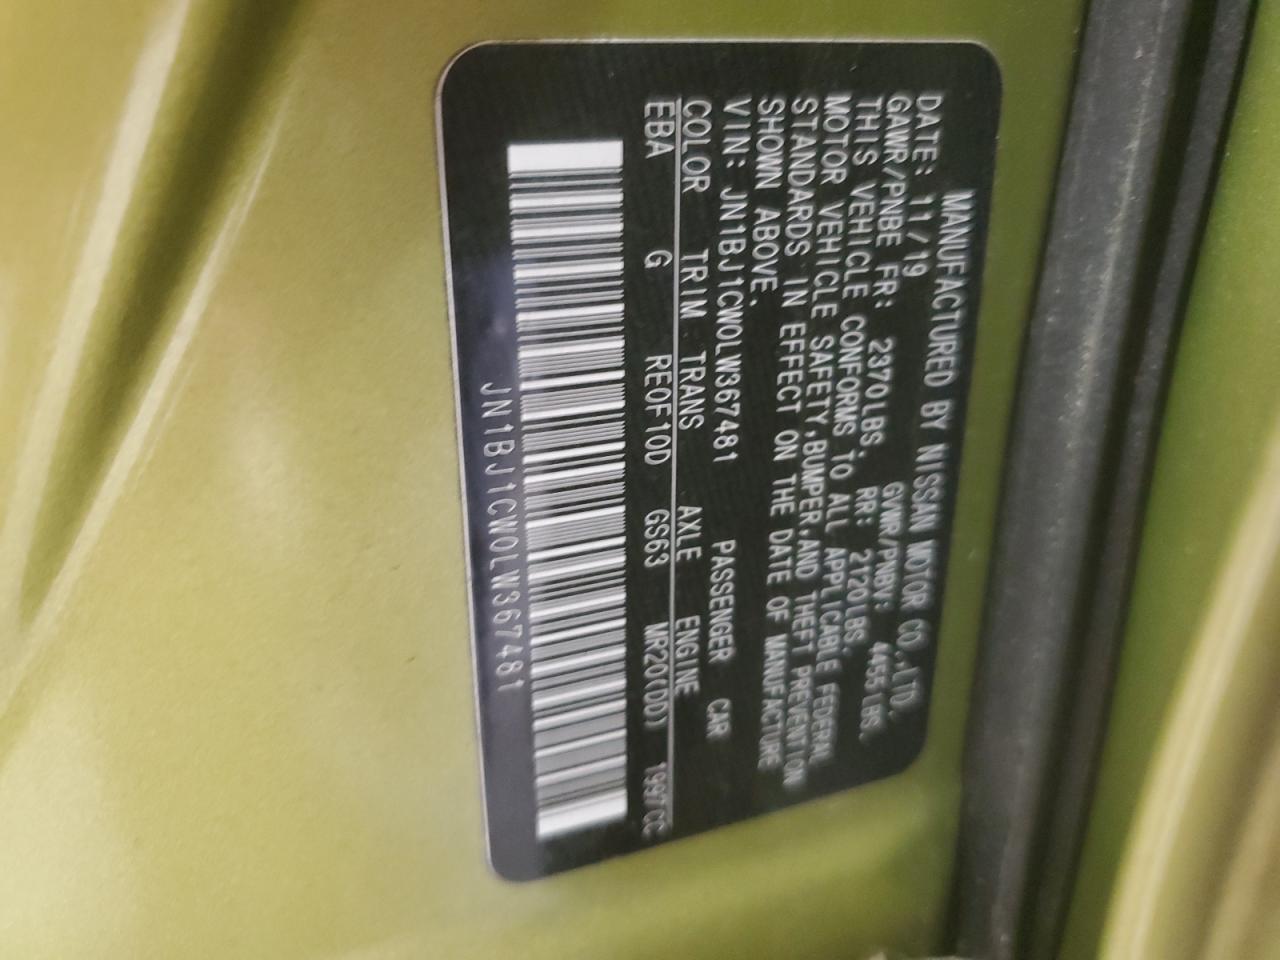 MANUFACTURED BY NISSAN MOTOR CO.,LTD.
DATE: 11/19 GVWR/PNBV: 4455LBS.
GAWR/PNBE FR: 2370LBS. RR: 2120LBS.
THIS VEHICLE CONFORMS TO ALL APPLICABLE FEDERAL
MOTOR VEHICLE SAFETY,BUMPER,AND THEFT PREVENTION
STANDARDS IN EFFECT ON THE DATE OF MANUFACTURE
SHOWN ABOVE.
VIN: JN1BJ1CW0LW367481 PASSENGER CAR
COLOR TRIM TRANS AXLE ENGINE
EBA G RE0F10D GS63 MR20(DD) 1997CC
JN1BJ1CW0LW367481